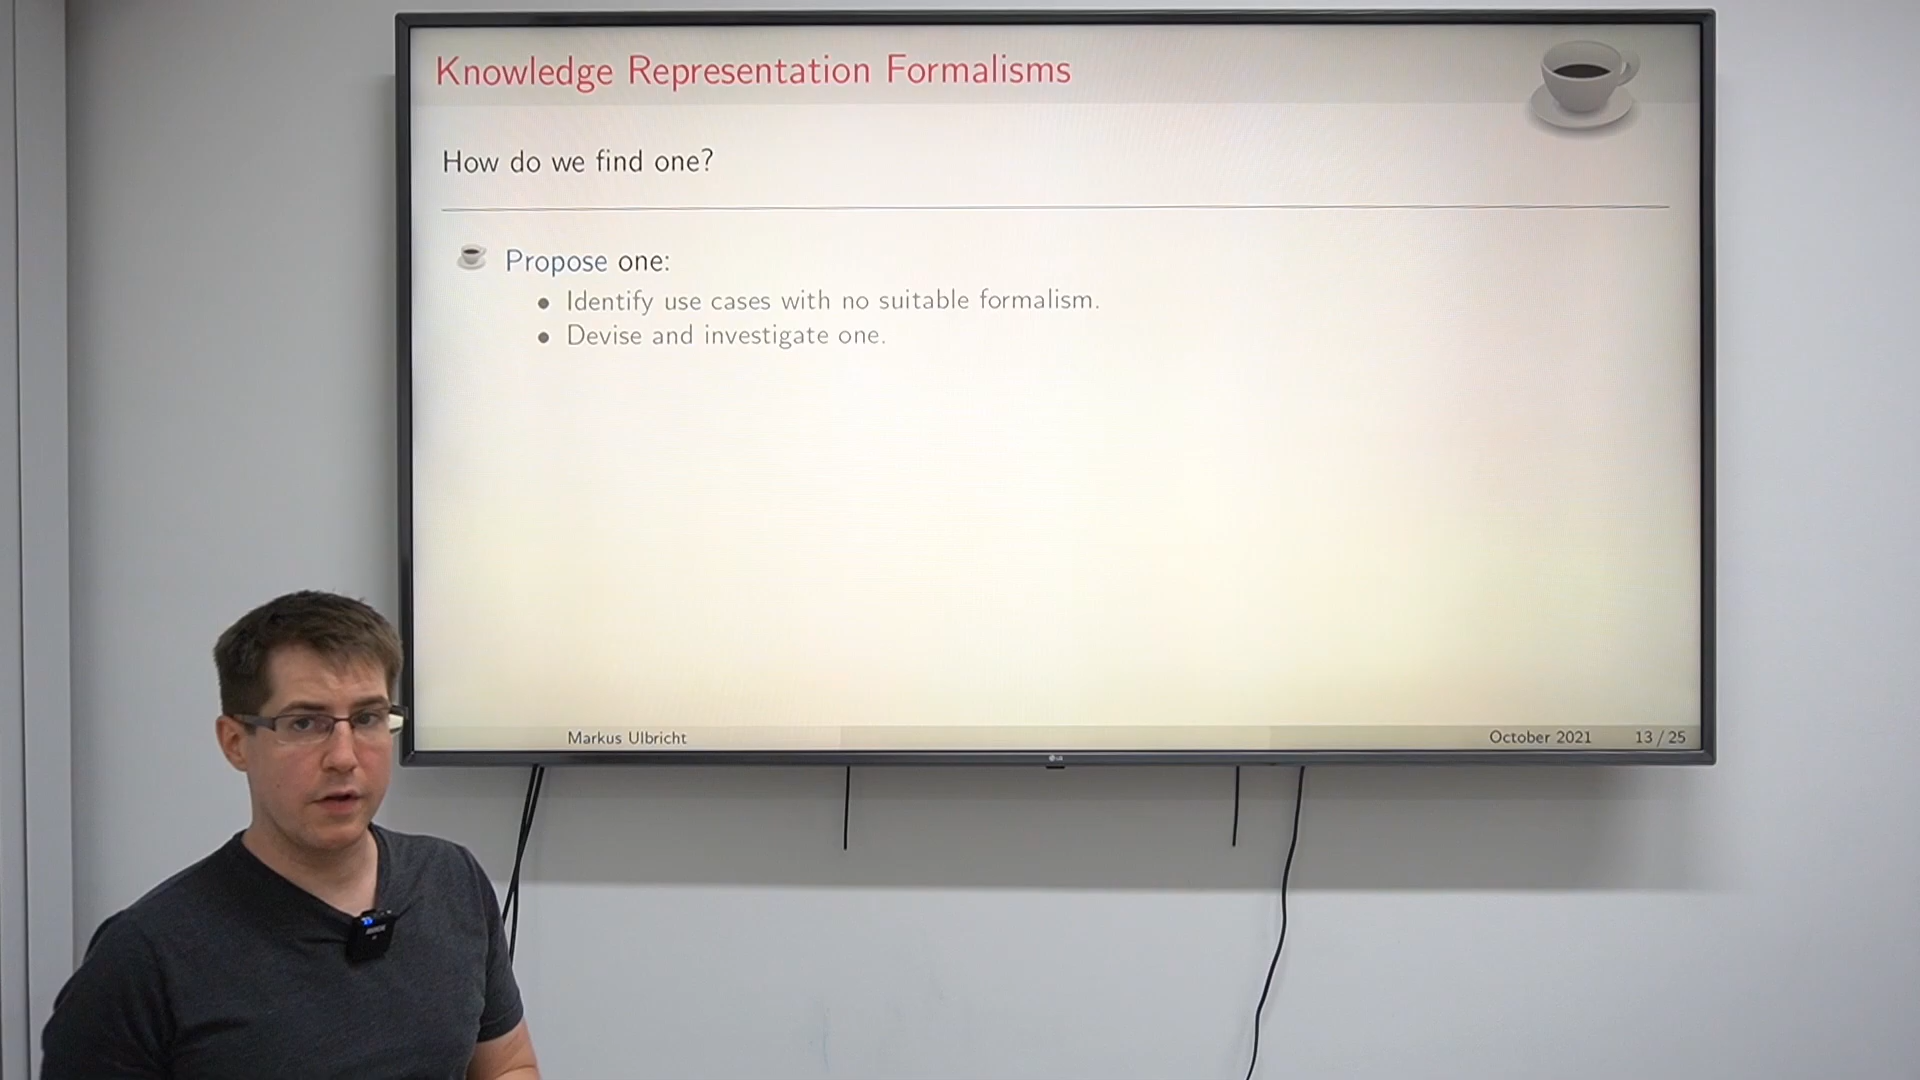 Knowledge Representation Formalisms
How do we find one?
Propose one:
Identify use cases with no suitable formalism.
Devise and investigate one.
Markus Ulbricht
October 2021
13 / 25
LG